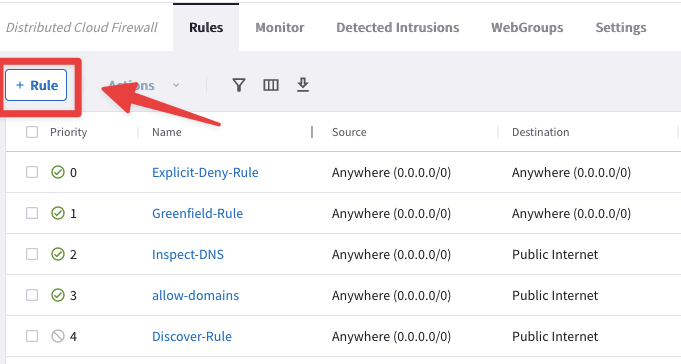 Distributed Cloud Firewall Rules Monitor Detected Intrusions WebGroups Settings
+ Rule Actions
Priority Name Source Destination
0 Explicit-Deny-Rule Anywhere (0.0.0.0/0) Anywhere (0.0.0.0/0)
1 Greenfield-Rule Anywhere (0.0.0.0/0) Anywhere (0.0.0.0/0)
2 Inspect-DNS Anywhere (0.0.0.0/0) Public Internet
3 allow-domains Anywhere (0.0.0.0/0) Public Internet
4 Discover-Rule Anywhere (0.0.0.0/0) Public Internet